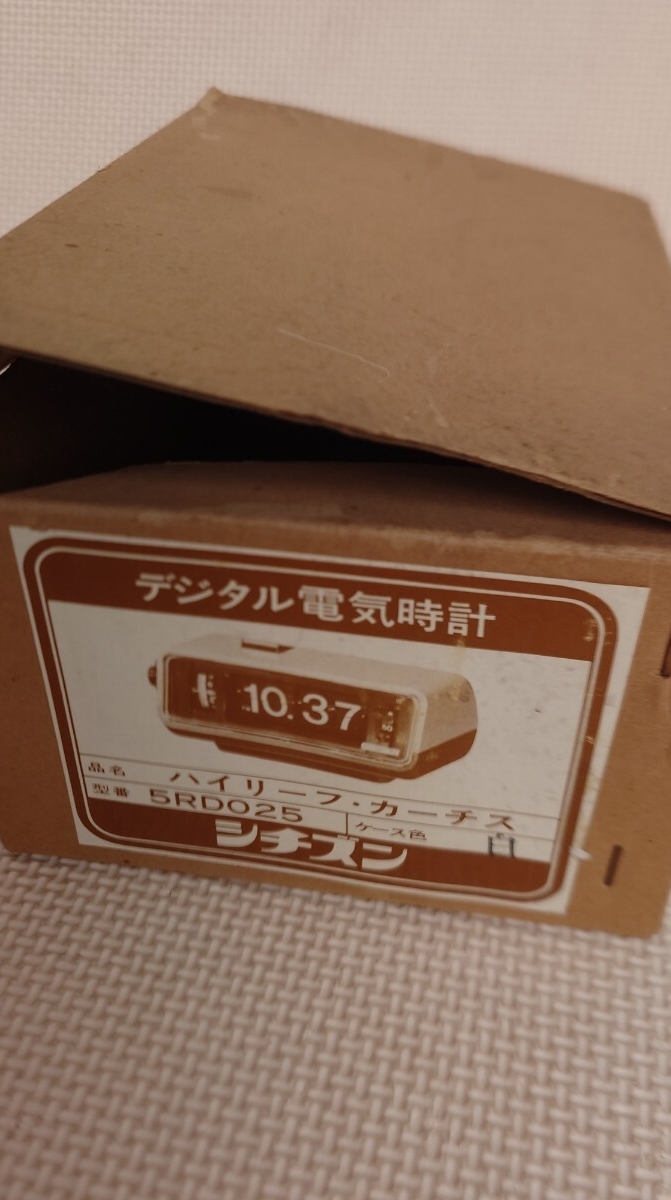 デジタル電気時計
10.37
品名 ハイリーフ・カーチス
型番 5RD025 ケース色 白
シチズン